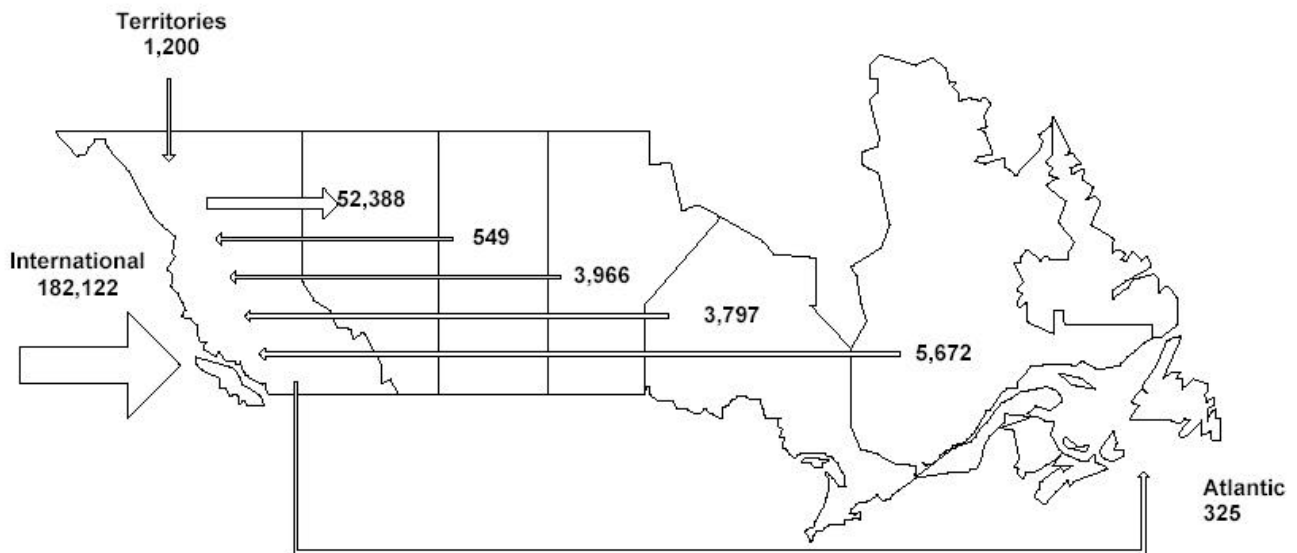 Territories
1,200
52,388
549
International
182,122
3,966
3,797
5,672
Atlantic
325